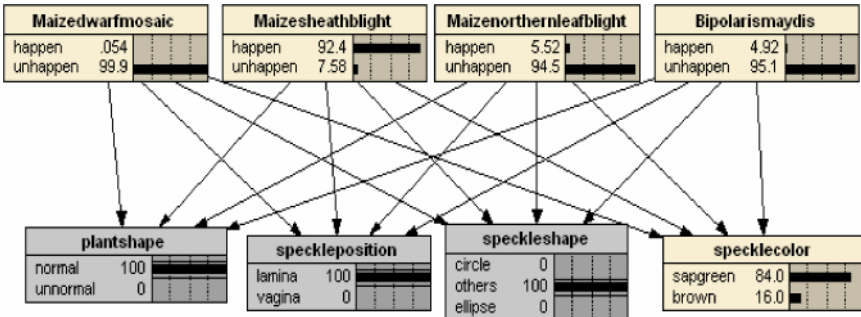 Maizedwarfmosaic
happen .054
unhappen 99.9
Maizesheathblight
happen 92.4
unhappen 7.58
Maizenorthernleafblight
happen 5.52
unhappen 94.5
Bipolarismaydis
happen 4.92
unhappen 95.1
plantshape
normal 100
unnormal 0
speckleposition
lamina 100
vagina 0
speckleshape
circle 0
others 100
ellipse 0
specklecolor
sapgreen 84.0
brown 16.0